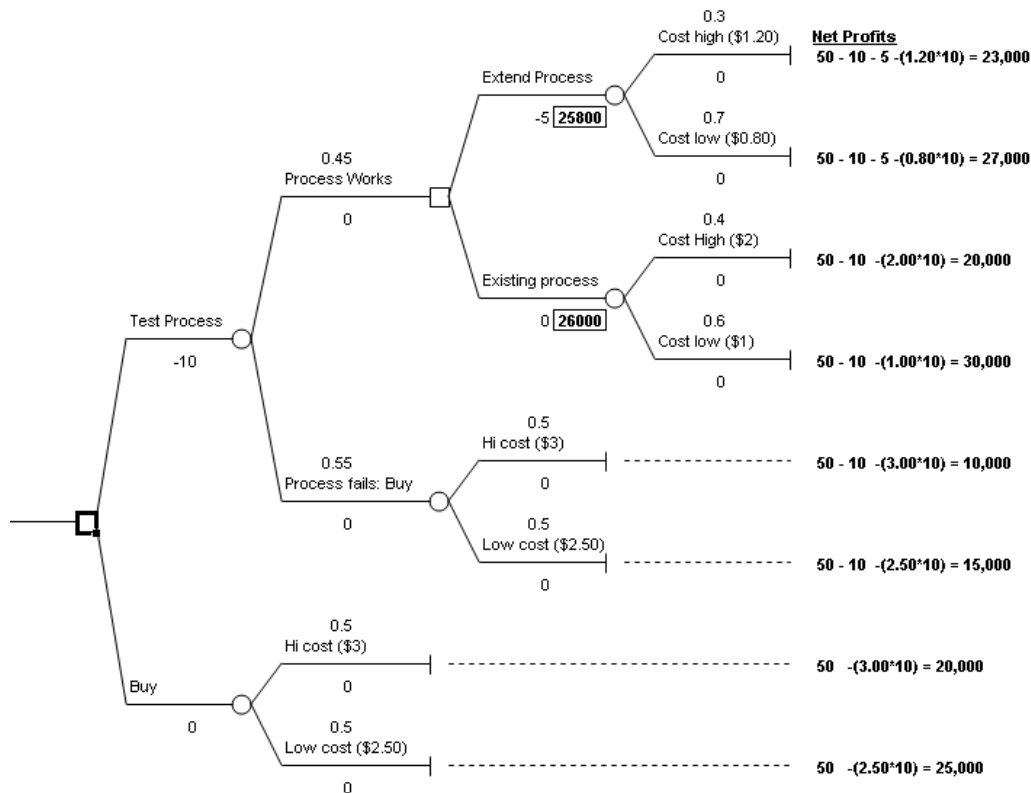 0.3
Cost high ($1.20)
Net Profits
50 - 10 - 5 -(1.20*10) = 23,000
0
Extend Process
-5 25800
0.7
Cost low ($0.80)
50 - 10 - 5 -(0.80*10) = 27,000
0
0.45
Process Works
0
0.4
Cost High ($2)
50 - 10 -(2.00*10) = 20,000
0
Existing process
0 26000
0.6
Cost low ($1)
50 - 10 -(1.00*10) = 30,000
0
Test Process
-10
0.5
Hi cost ($3)
50 - 10 -(3.00*10) = 10,000
0
0.55
Process fails: Buy
0
0.5
Low cost ($2.50)
50 - 10 -(2.50*10) = 15,000
0
0.5
Hi cost ($3)
50 -(3.00*10) = 20,000
0
Buy
0
0.5
Low cost ($2.50)
50 -(2.50*10) = 25,000
0